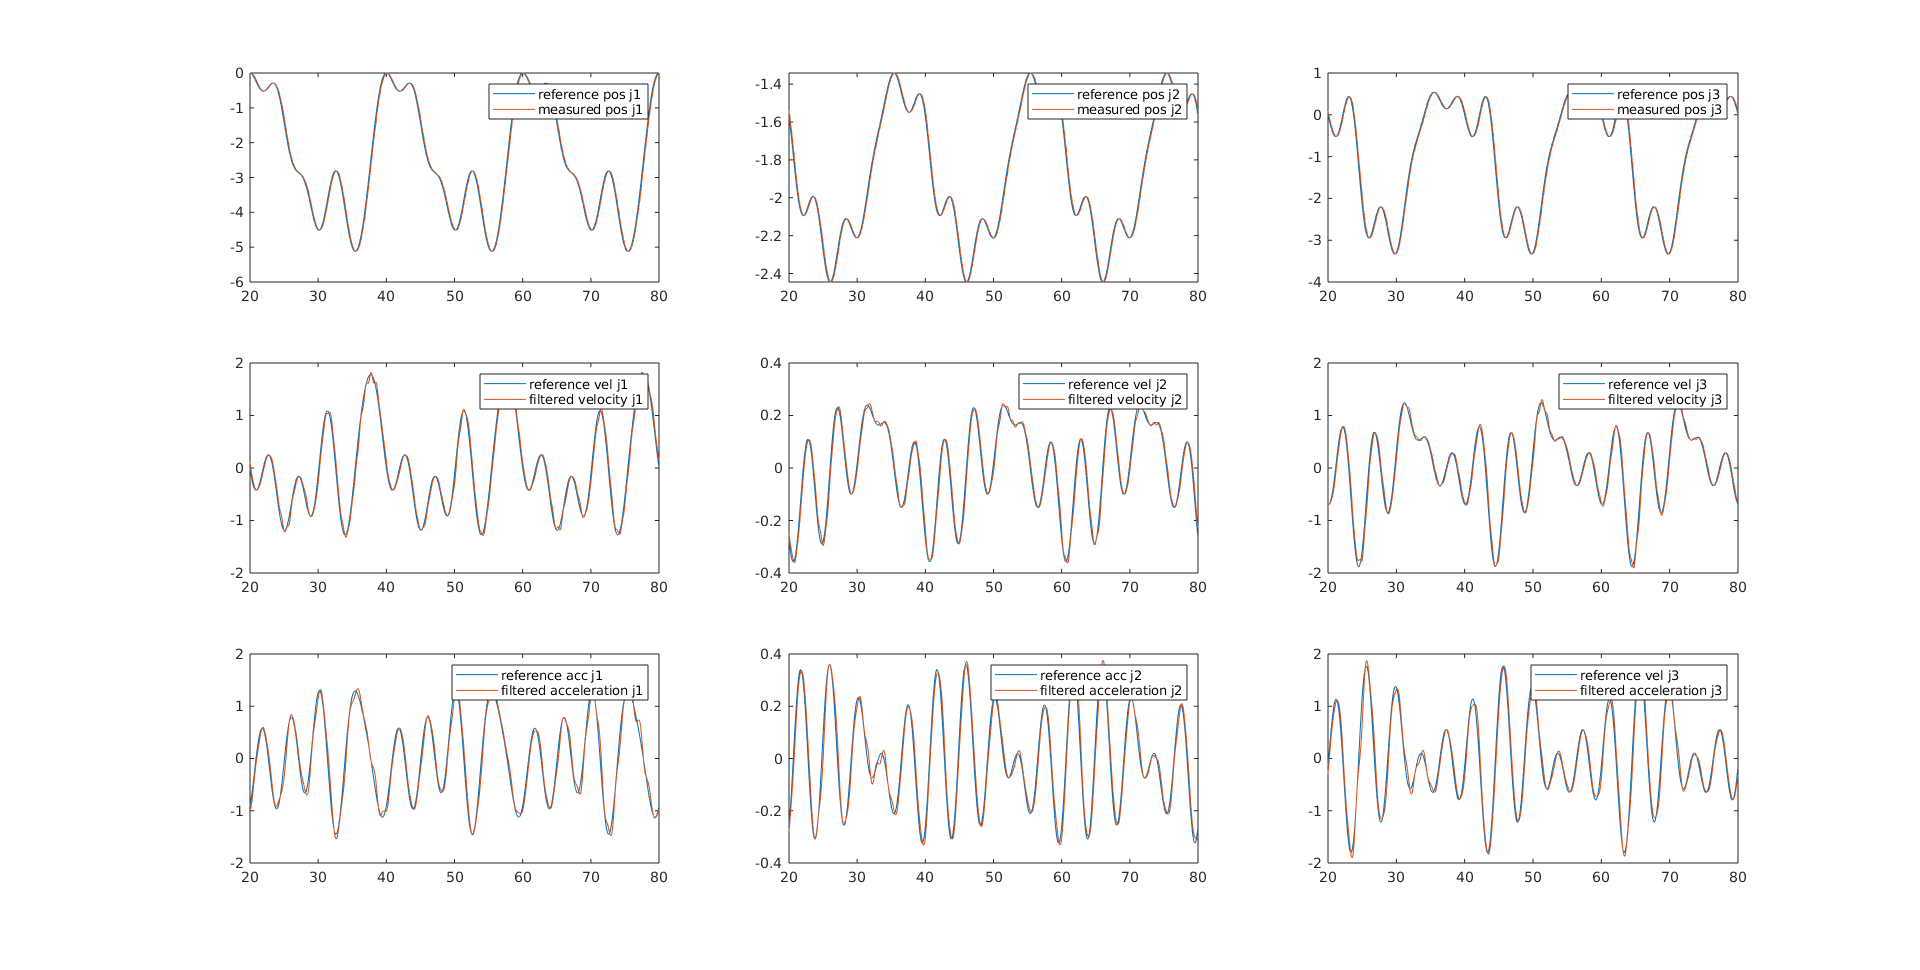 0
-1
-2
-3
-4
-5
-6
20 30 40 50 60 70 80
reference pos j1
measured pos j1
-1.4
-1.6
-1.8
-2
-2.2
-2.4
20 30 40 50 60 70 80
reference pos j2
measured pos j2
1
0
-1
-2
-3
-4
20 30 40 50 60 70 80
reference pos j3
measured pos j3
2
1
0
-1
-2
20 30 40 50 60 70 80
reference vel j1
filtered velocity j1
0.4
0.2
0
-0.2
-0.4
20 30 40 50 60 70 80
reference vel j2
filtered velocity j2
2
1
0
-1
-2
20 30 40 50 60 70 80
reference vel j3
filtered velocity j3
2
1
0
-1
-2
20 30 40 50 60 70 80
reference acc j1
filtered acceleration j1
0.4
0.2
0
-0.2
-0.4
20 30 40 50 60 70 80
reference acc j2
filtered acceleration j2
2
1
0
-1
-2
20 30 40 50 60 70 80
reference vel j3
filtered acceleration j3